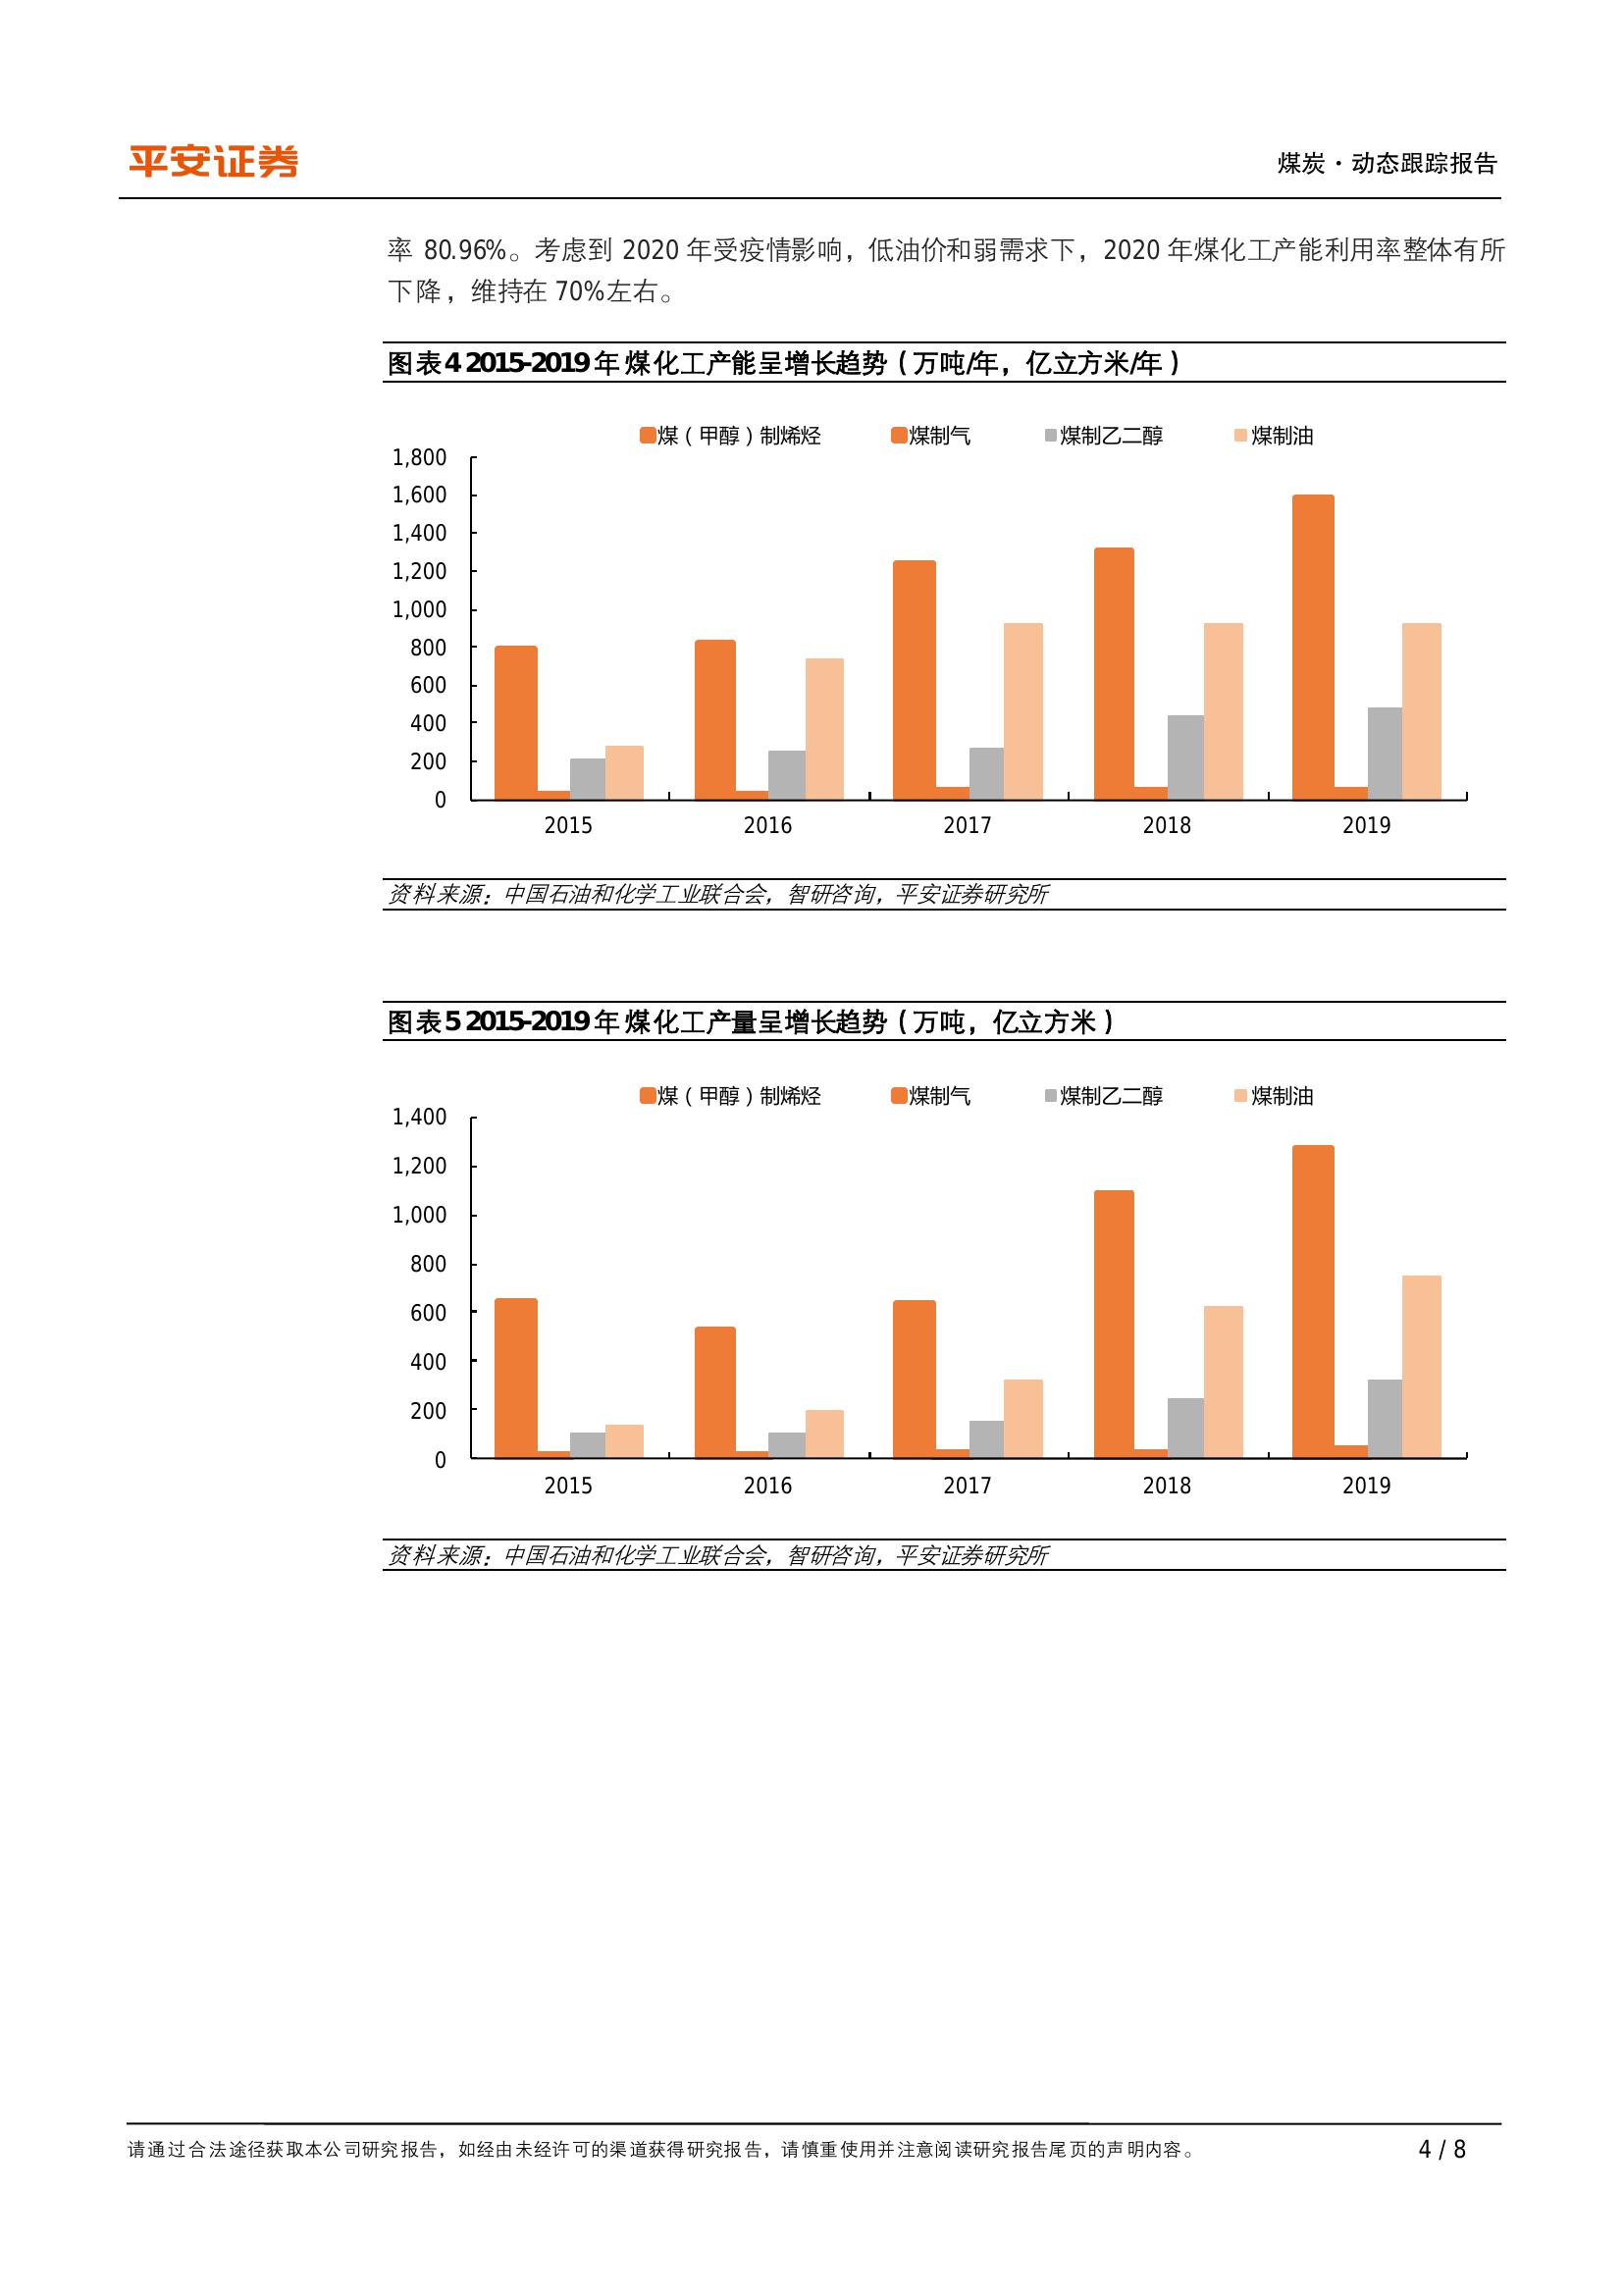 平安证券
煤炭·动态跟踪报告
率 80.96%。考虑到 2020 年受疫情影响，低油价和弱需求下，2020 年煤化工产能利用率整体有所
下降，维持在 70%左右。
图表4 2015-2019 年煤化工产能呈增长趋势（万吨/年，亿立方米/年）
煤（甲醇）制烯烃 煤制气 煤制乙二醇 煤制油
1,800
1,600
1,400
1,200
1,000
800
600
400
200
0
2015 2016 2017 2018 2019
资料来源：中国石油和化学工业联合会，智研咨询，平安证券研究所
图表5 2015-2019 年煤化工产量呈增长趋势（万吨，亿立方米）
煤（甲醇）制烯烃 煤制气 煤制乙二醇 煤制油
1,400
1,200
1,000
800
600
400
200
0
2015 2016 2017 2018 2019
资料来源：中国石油和化学工业联合会，智研咨询，平安证券研究所
请通过合法途径获取本公司研究报告，如经由未经许可的渠道获得研究报告，请慎重使用并注意阅读研究报告尾页的声明内容。
4 / 8